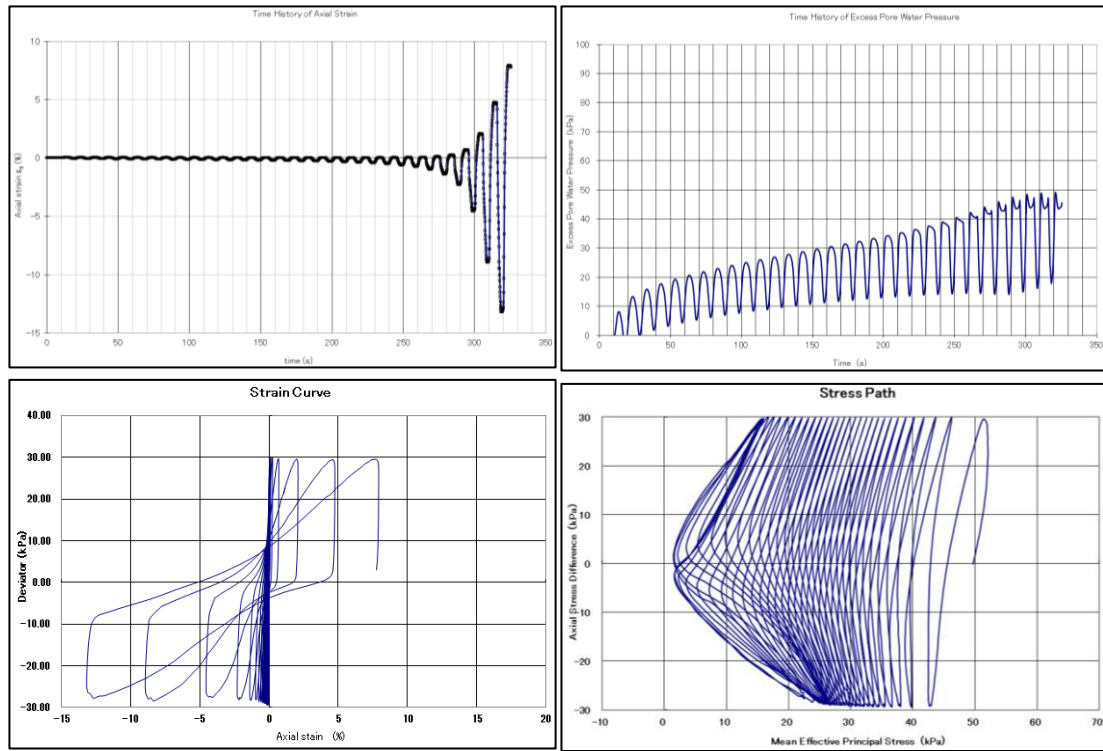 Time History of Axial Strain
Axial strain εa (%)
10
5
0
-5
-10
-15
0 50 100 150 200 250 300 350
time (s)
Time History of Excess Pore Water Pressure
Excess Pore Water Pressure (kPa)
100
90
80
70
60
50
40
30
20
10
0
0 50 100 150 200 250 300 350
Time (s)
Strain Curve
Deviator (kPa)
40.00
30.00
20.00
10.00
0.00
-10.00
-20.00
-30.00
-15 -10 -5 0 5 10 15 20
Axial stain (%)
Stress Path
Axial Stress Difference (kPa)
30
20
10
0
-10
-20
-30
-10 0 10 20 30 40 50 60 70
Mean Effective Principal Stress (kPa)